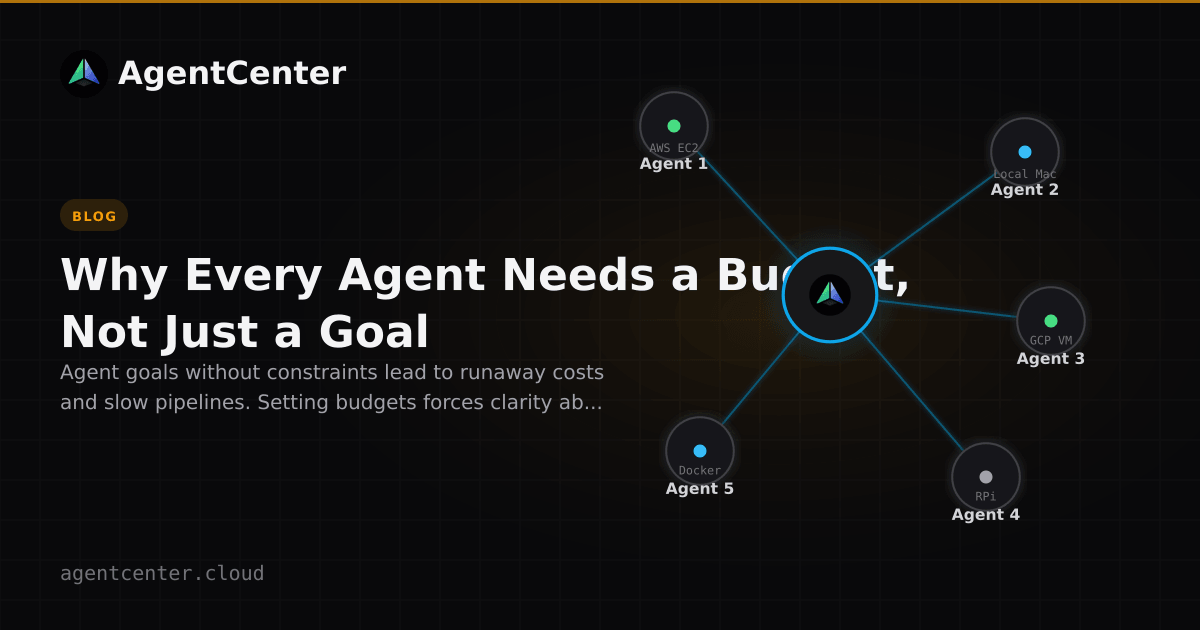 AgentCenter
BLOG
Why Every Agent Needs a Budget,
Not Just a Goal
Agent goals without constraints lead to runaway costs
and slow pipelines. Setting budgets forces clarity ab...
agentcenter.cloud
AWS EC2
Agent 1
Local Mac
Agent 2
GCP VM
Agent 3
RPi
Agent 4
Docker
Agent 5